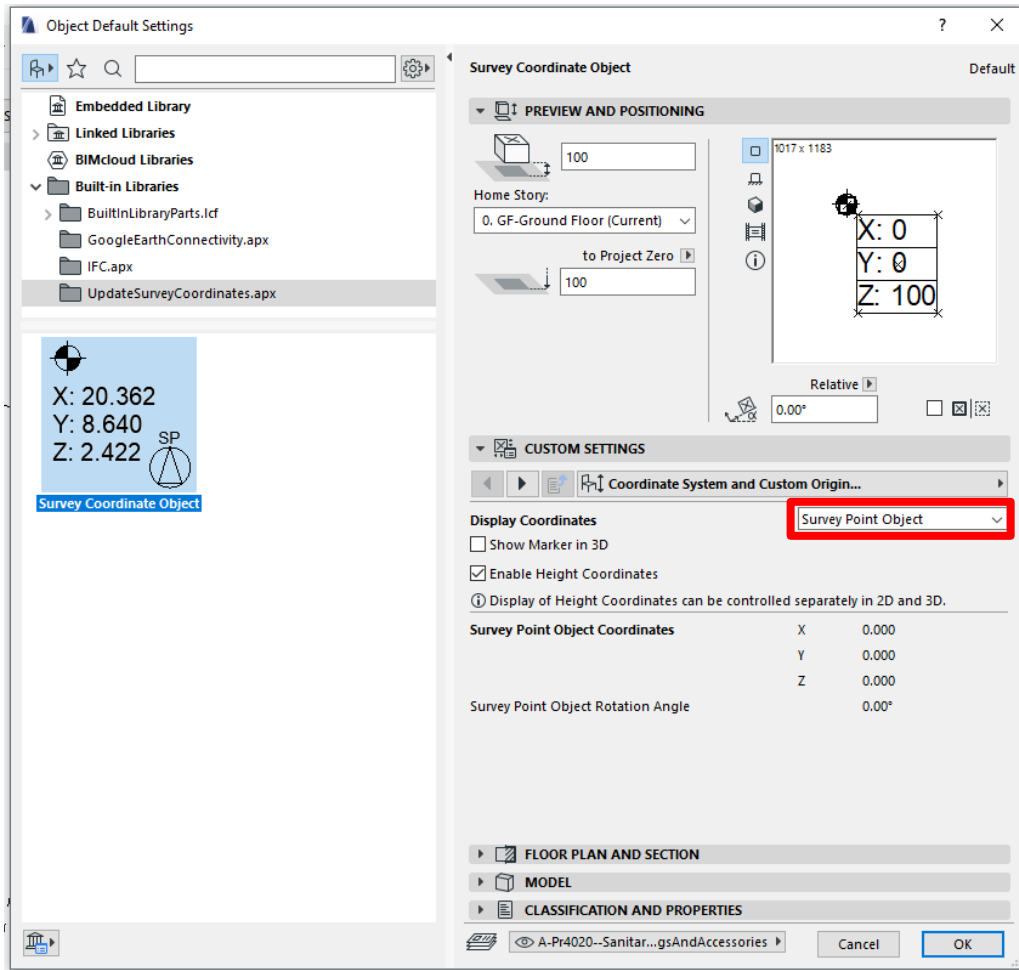 Object Default Settings
?
Embedded Library
Linked Libraries
BIMcloud Libraries
Built-in Libraries
BuiltInLibraryParts.lcf
GoogleEarthConnectivity.apx
IFC.apx
UpdateSurveyCoordinates.apx
X: 20.362
Y: 8.640
Z: 2.422
SP
Survey Coordinate Object
Survey Coordinate Object
Default
PREVIEW AND POSITIONING
100
Home Story:
0. GF-Ground Floor (Current)
to Project Zero
100
1017 x 1183
X: 0
Y: 0
Z: 100
Relative
α
0.00°
CUSTOM SETTINGS
Coordinate System and Custom Origin...
Display Coordinates
Survey Point Object
Show Marker in 3D
Enable Height Coordinates
Display of Height Coordinates can be controlled separately in 2D and 3D.
Survey Point Object Coordinates
X 0.000
Y 0.000
Z 0.000
Survey Point Object Rotation Angle 0.00°
FLOOR PLAN AND SECTION
MODEL
CLASSIFICATION AND PROPERTIES
A-Pr4020--Sanitar...gsAndAccessories
Cancel
OK